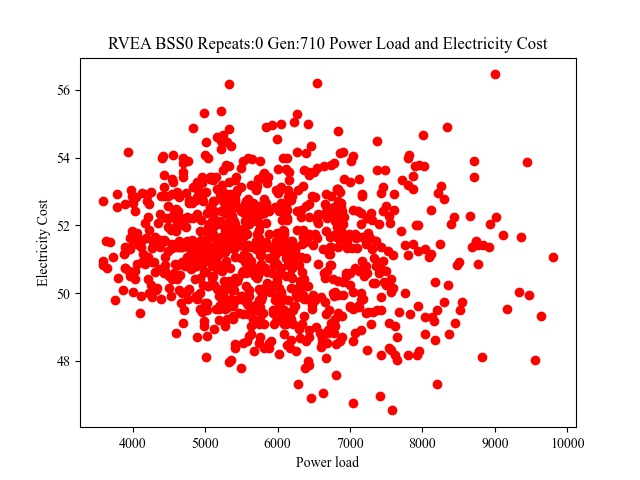 RVEA BSS0 Repeats:0 Gen:710 Power Load and Electricity Cost
56
54
52
50
48
Electricity Cost
4000 5000 6000 7000 8000 9000 10000
Power load